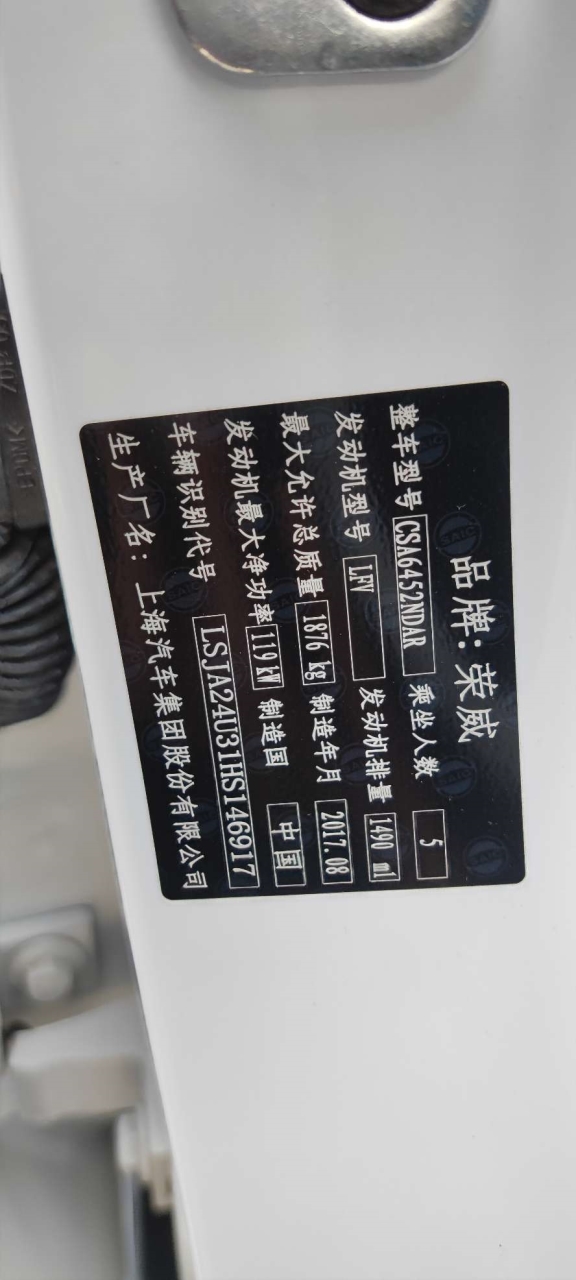 品牌：荣威
整车型号 CSA6452NDAR 乘坐人数 5
发动机型号 LFV 发动机排量 1490 ml
最大允许总质量 1876 kg 制造年月 2017.08
发动机最大净功率 119 kW 制造国 中国
车辆识别代号 LSJA24U31HS146917
生产厂名：上海汽车集团股份有限公司